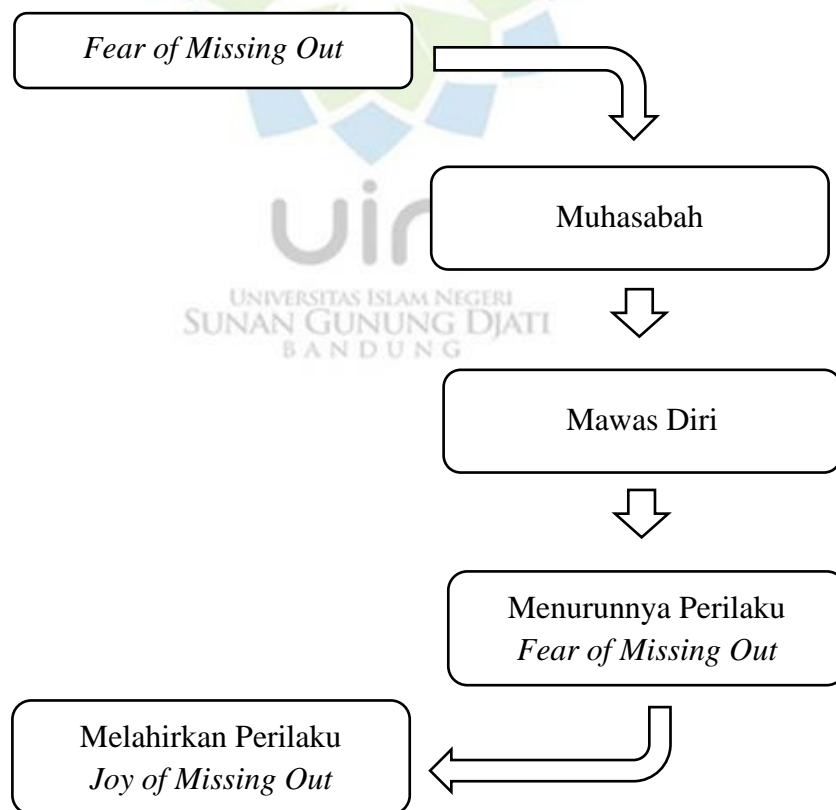 Fear of Missing Out
Muhasabah
uin
UNIVERSITAS ISLAM NEGERI
SUNAN GUNUNG DJATI
BANDUNG
Mawas Diri
Menurunnya Perilaku
Fear of Missing Out
Melahirkan Perilaku
Joy of Missing Out